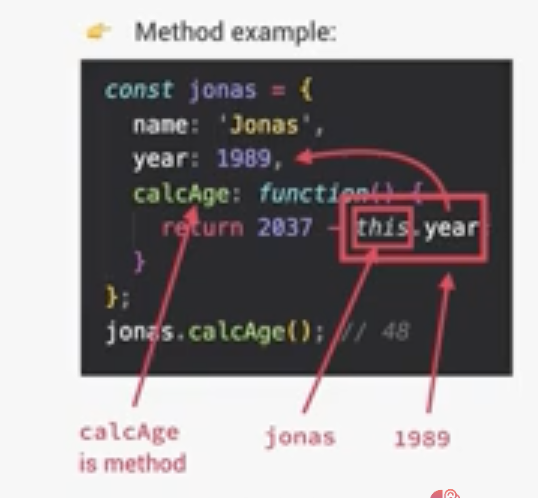 Method example:
const jonas = {
name: 'Jonas',
year: 1989,
calcAge: function() {
return 2037 - this.year
}
};
jonas.calcAge(); // 48
calcAge
is method
jonas
1989